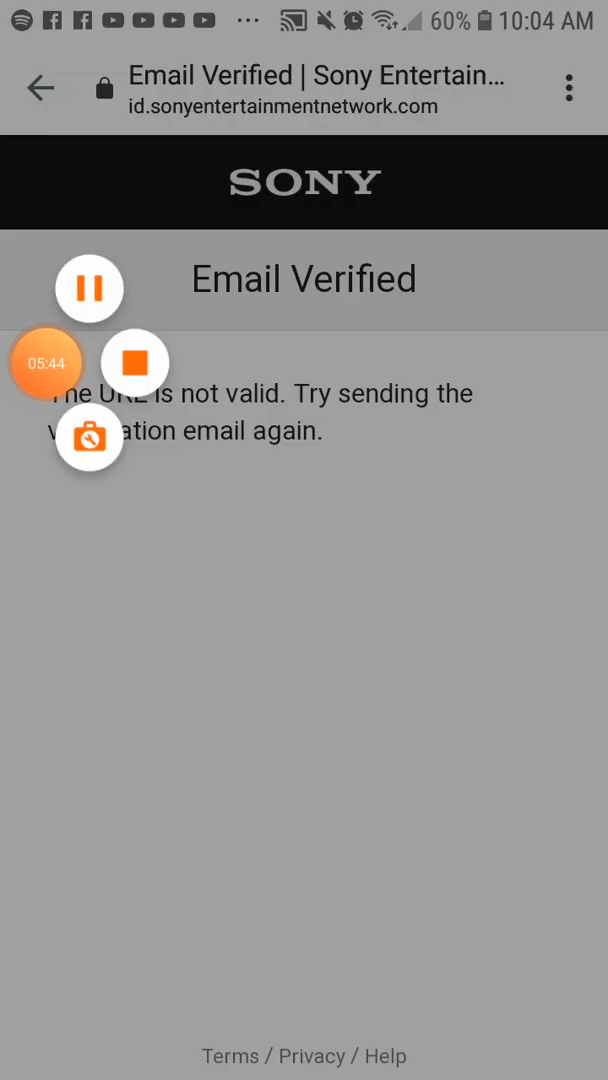 60% 10:04 AM
Email Verified | Sony Entertain...
id.sonyentertainmentnetwork.com
SONY
Email Verified
05:44
is not valid. Try sending the
email again.
Terms / Privacy / Help